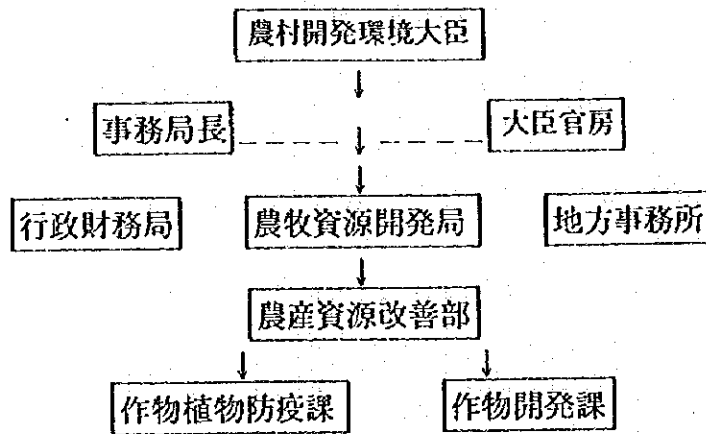 農村開発環境大臣
事務局長
大臣官房
行政財務局
農牧資源開発局
地方事務所
農産資源改善部
作物植物防疫課
作物開発課